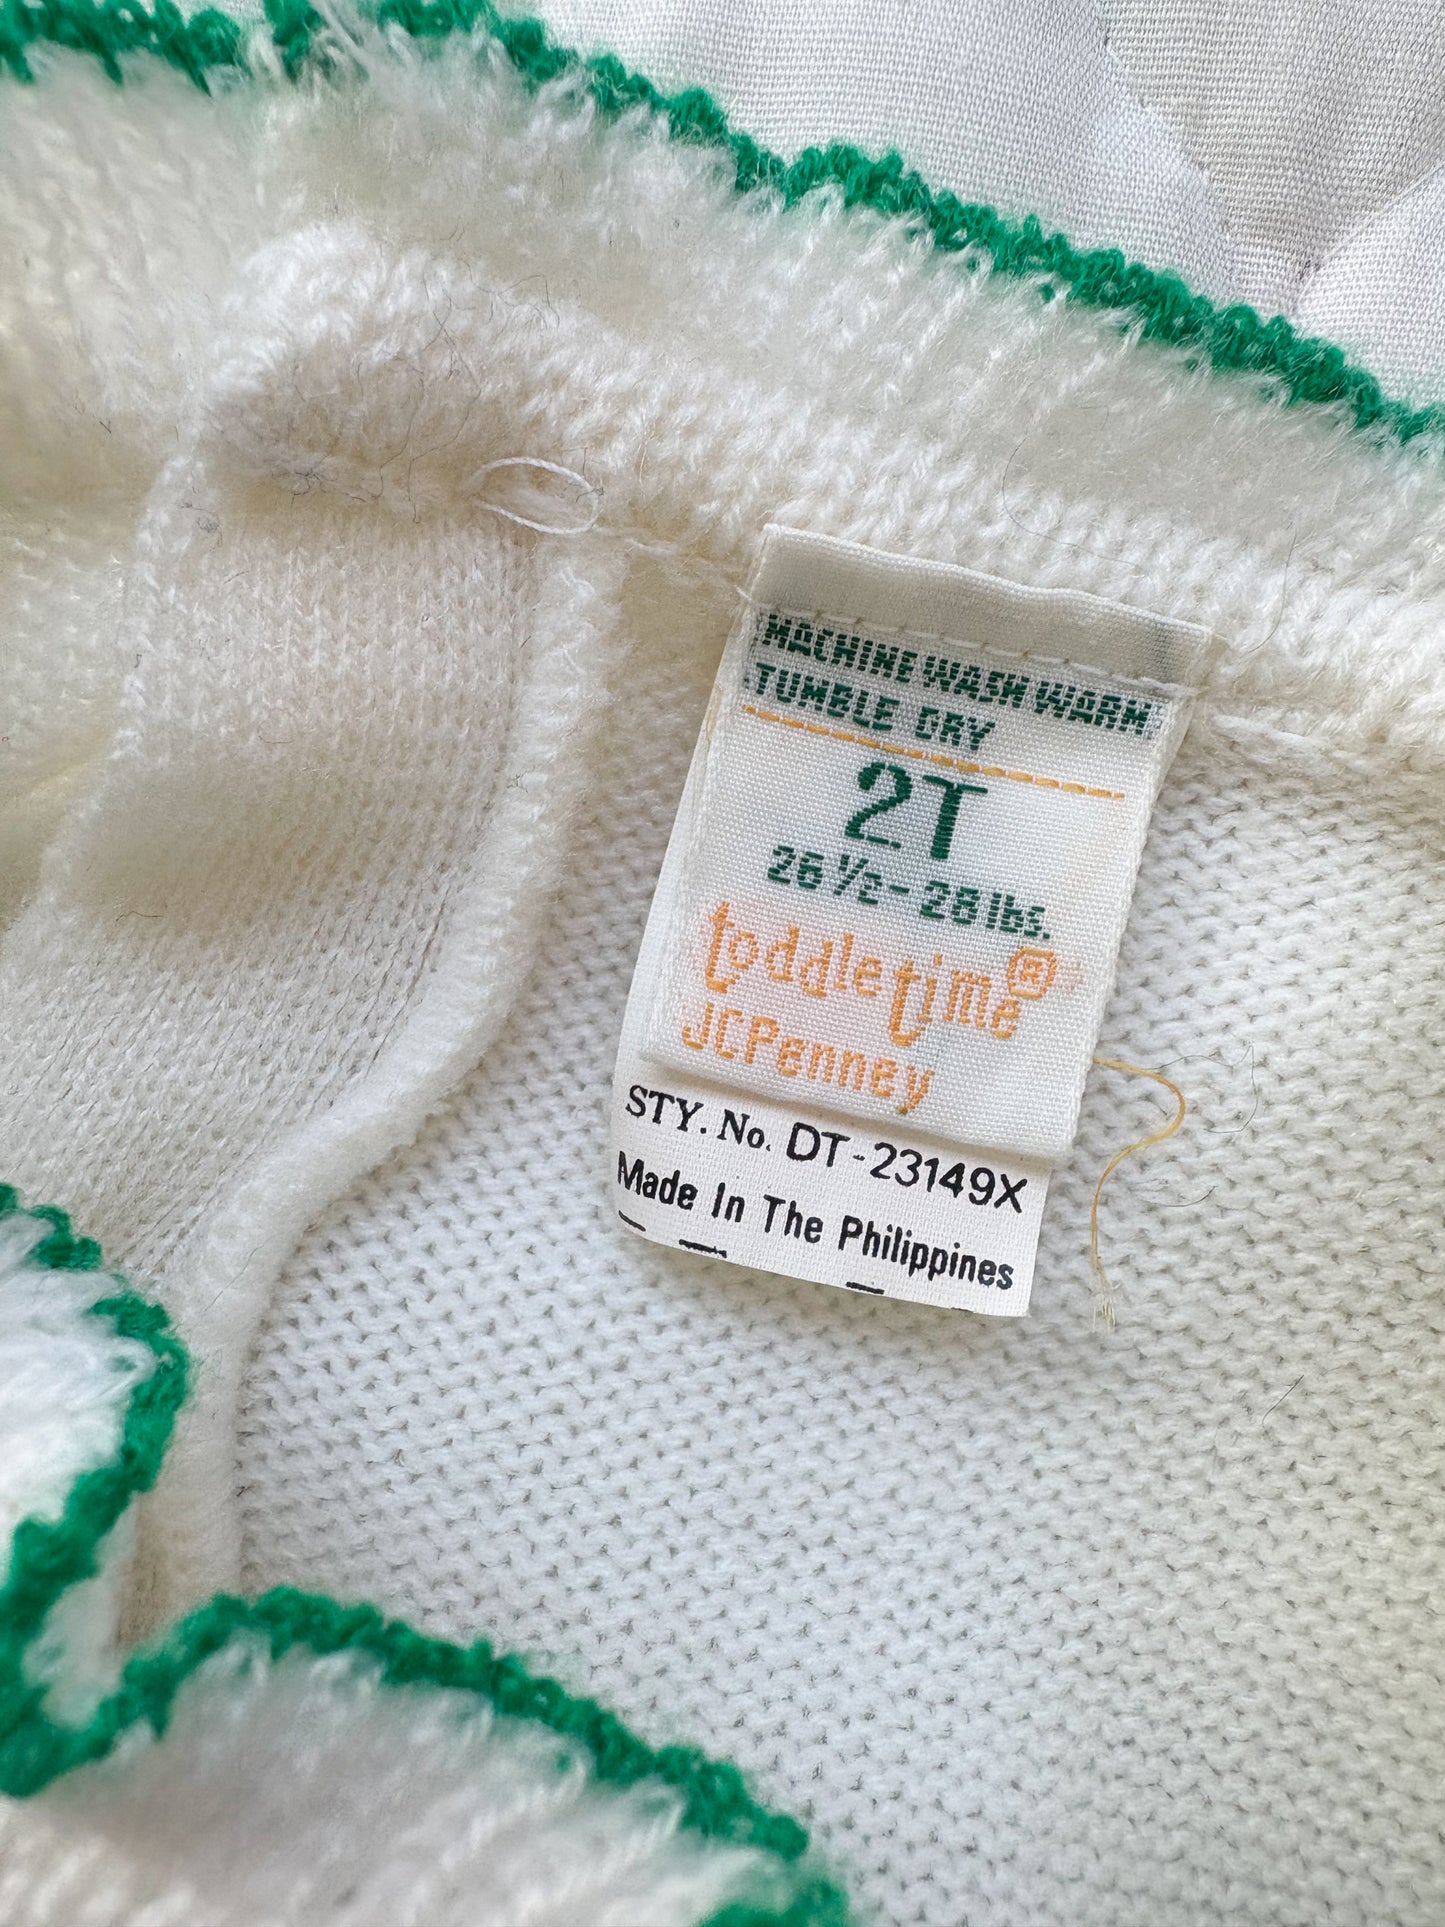 MACHINE WASH WARM
TUMBLE DRY
2T
26 ½ - 28 lbs.
toddletime®
JCPenney
STY. No. DT-23149X
Made In The Philippines